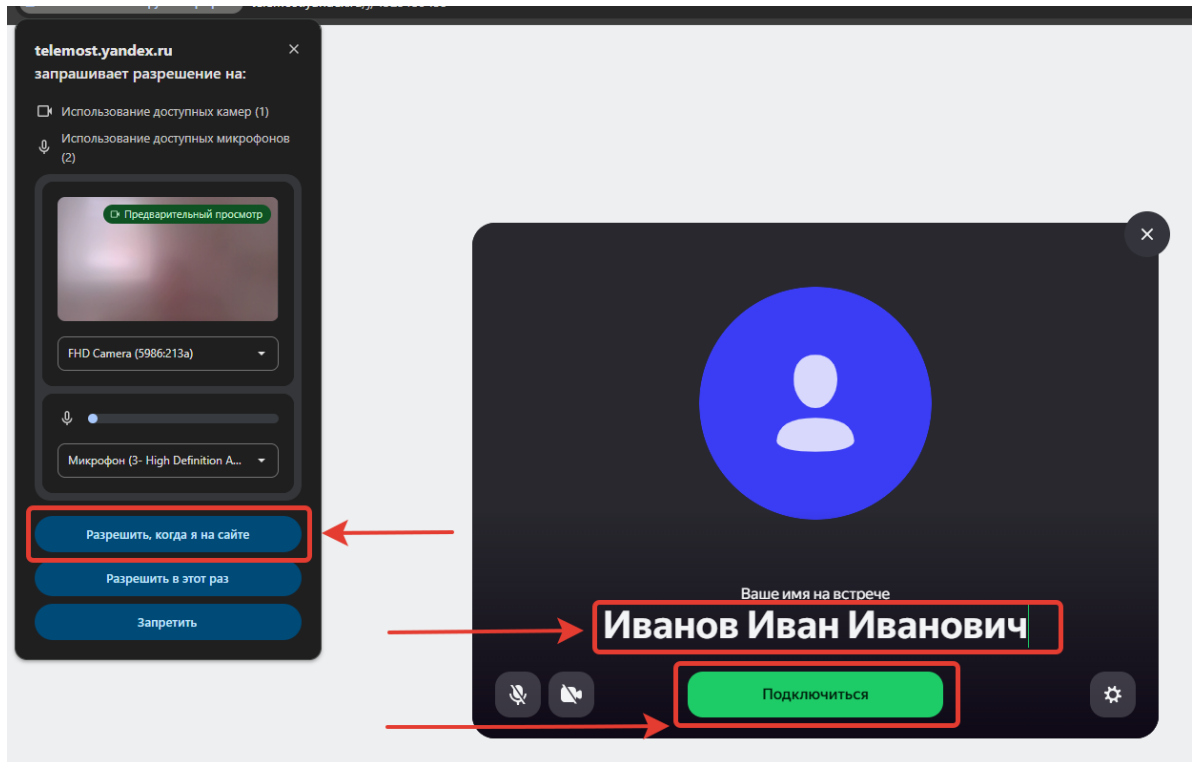 telemost.yandex.ru
запрашивает разрешение на:
Использование доступных камер (1)
Использование доступных микрофонов
(2)
Предварительный просмотр
FHD Camera (5986:213a)
Микрофон (3- High Definition A...
Разрешить, когда я на сайте
Разрешить в этот раз
Запретить
Ваше имя на встрече
Иванов Иван Иванович
Подключиться